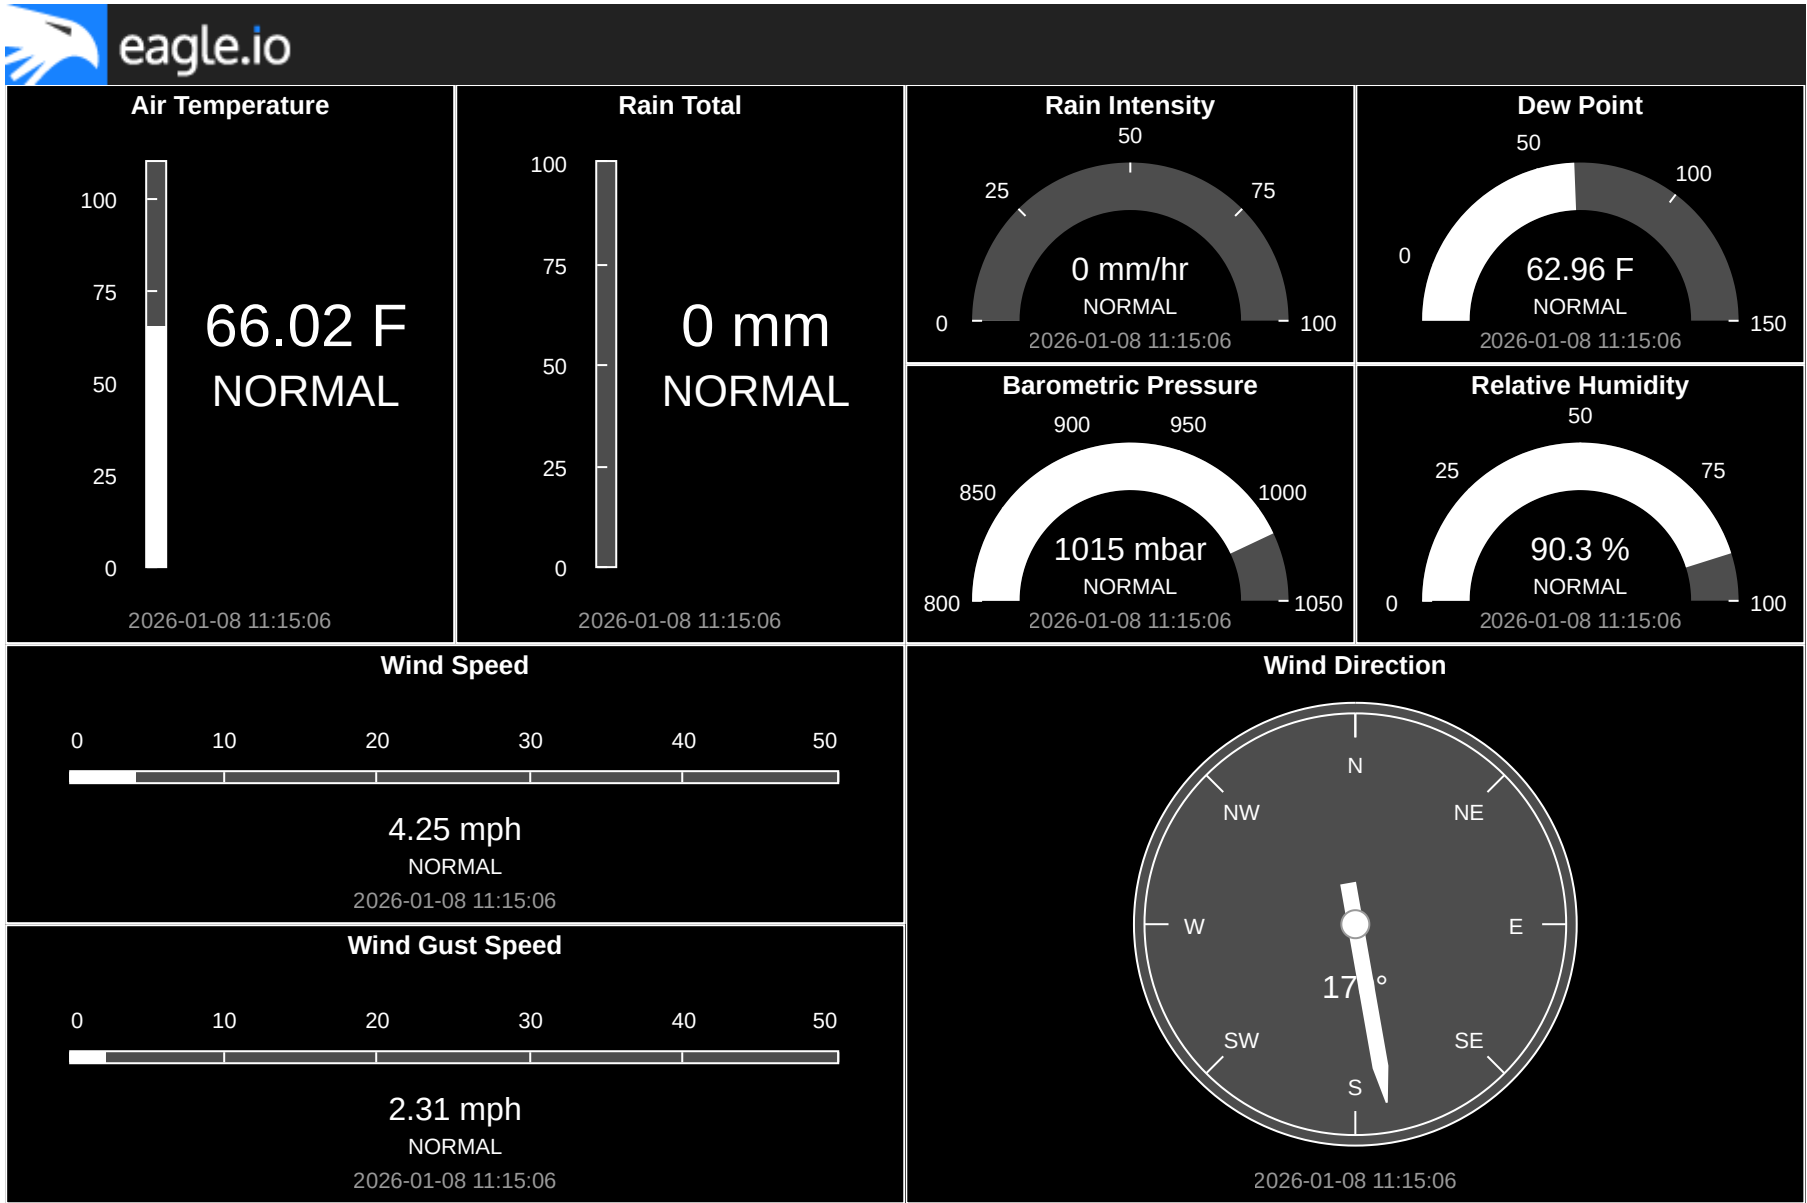 eagle.io
Air Temperature
100
75
50
25
0
66.02 F
NORMAL
2026-01-08 11:15:06
Rain Total
100
75
50
25
0
0 mm
NORMAL
2026-01-08 11:15:06
Rain Intensity
0
25
50
75
100
0 mm/hr
NORMAL
2026-01-08 11:15:06
Dew Point
0
50
100
150
62.96 F
NORMAL
2026-01-08 11:15:06
Barometric Pressure
800
850
900
950
1000
1050
1015 mbar
NORMAL
2026-01-08 11:15:06
Relative Humidity
0
25
50
75
100
90.3 %
NORMAL
2026-01-08 11:15:06
Wind Speed
0 10 20 30 40 50
4.25 mph
NORMAL
2026-01-08 11:15:06
Wind Gust Speed
0 10 20 30 40 50
2.31 mph
NORMAL
2026-01-08 11:15:06
Wind Direction
N
NW NE
W E
SW SE
S
2026-01-08 11:15:06